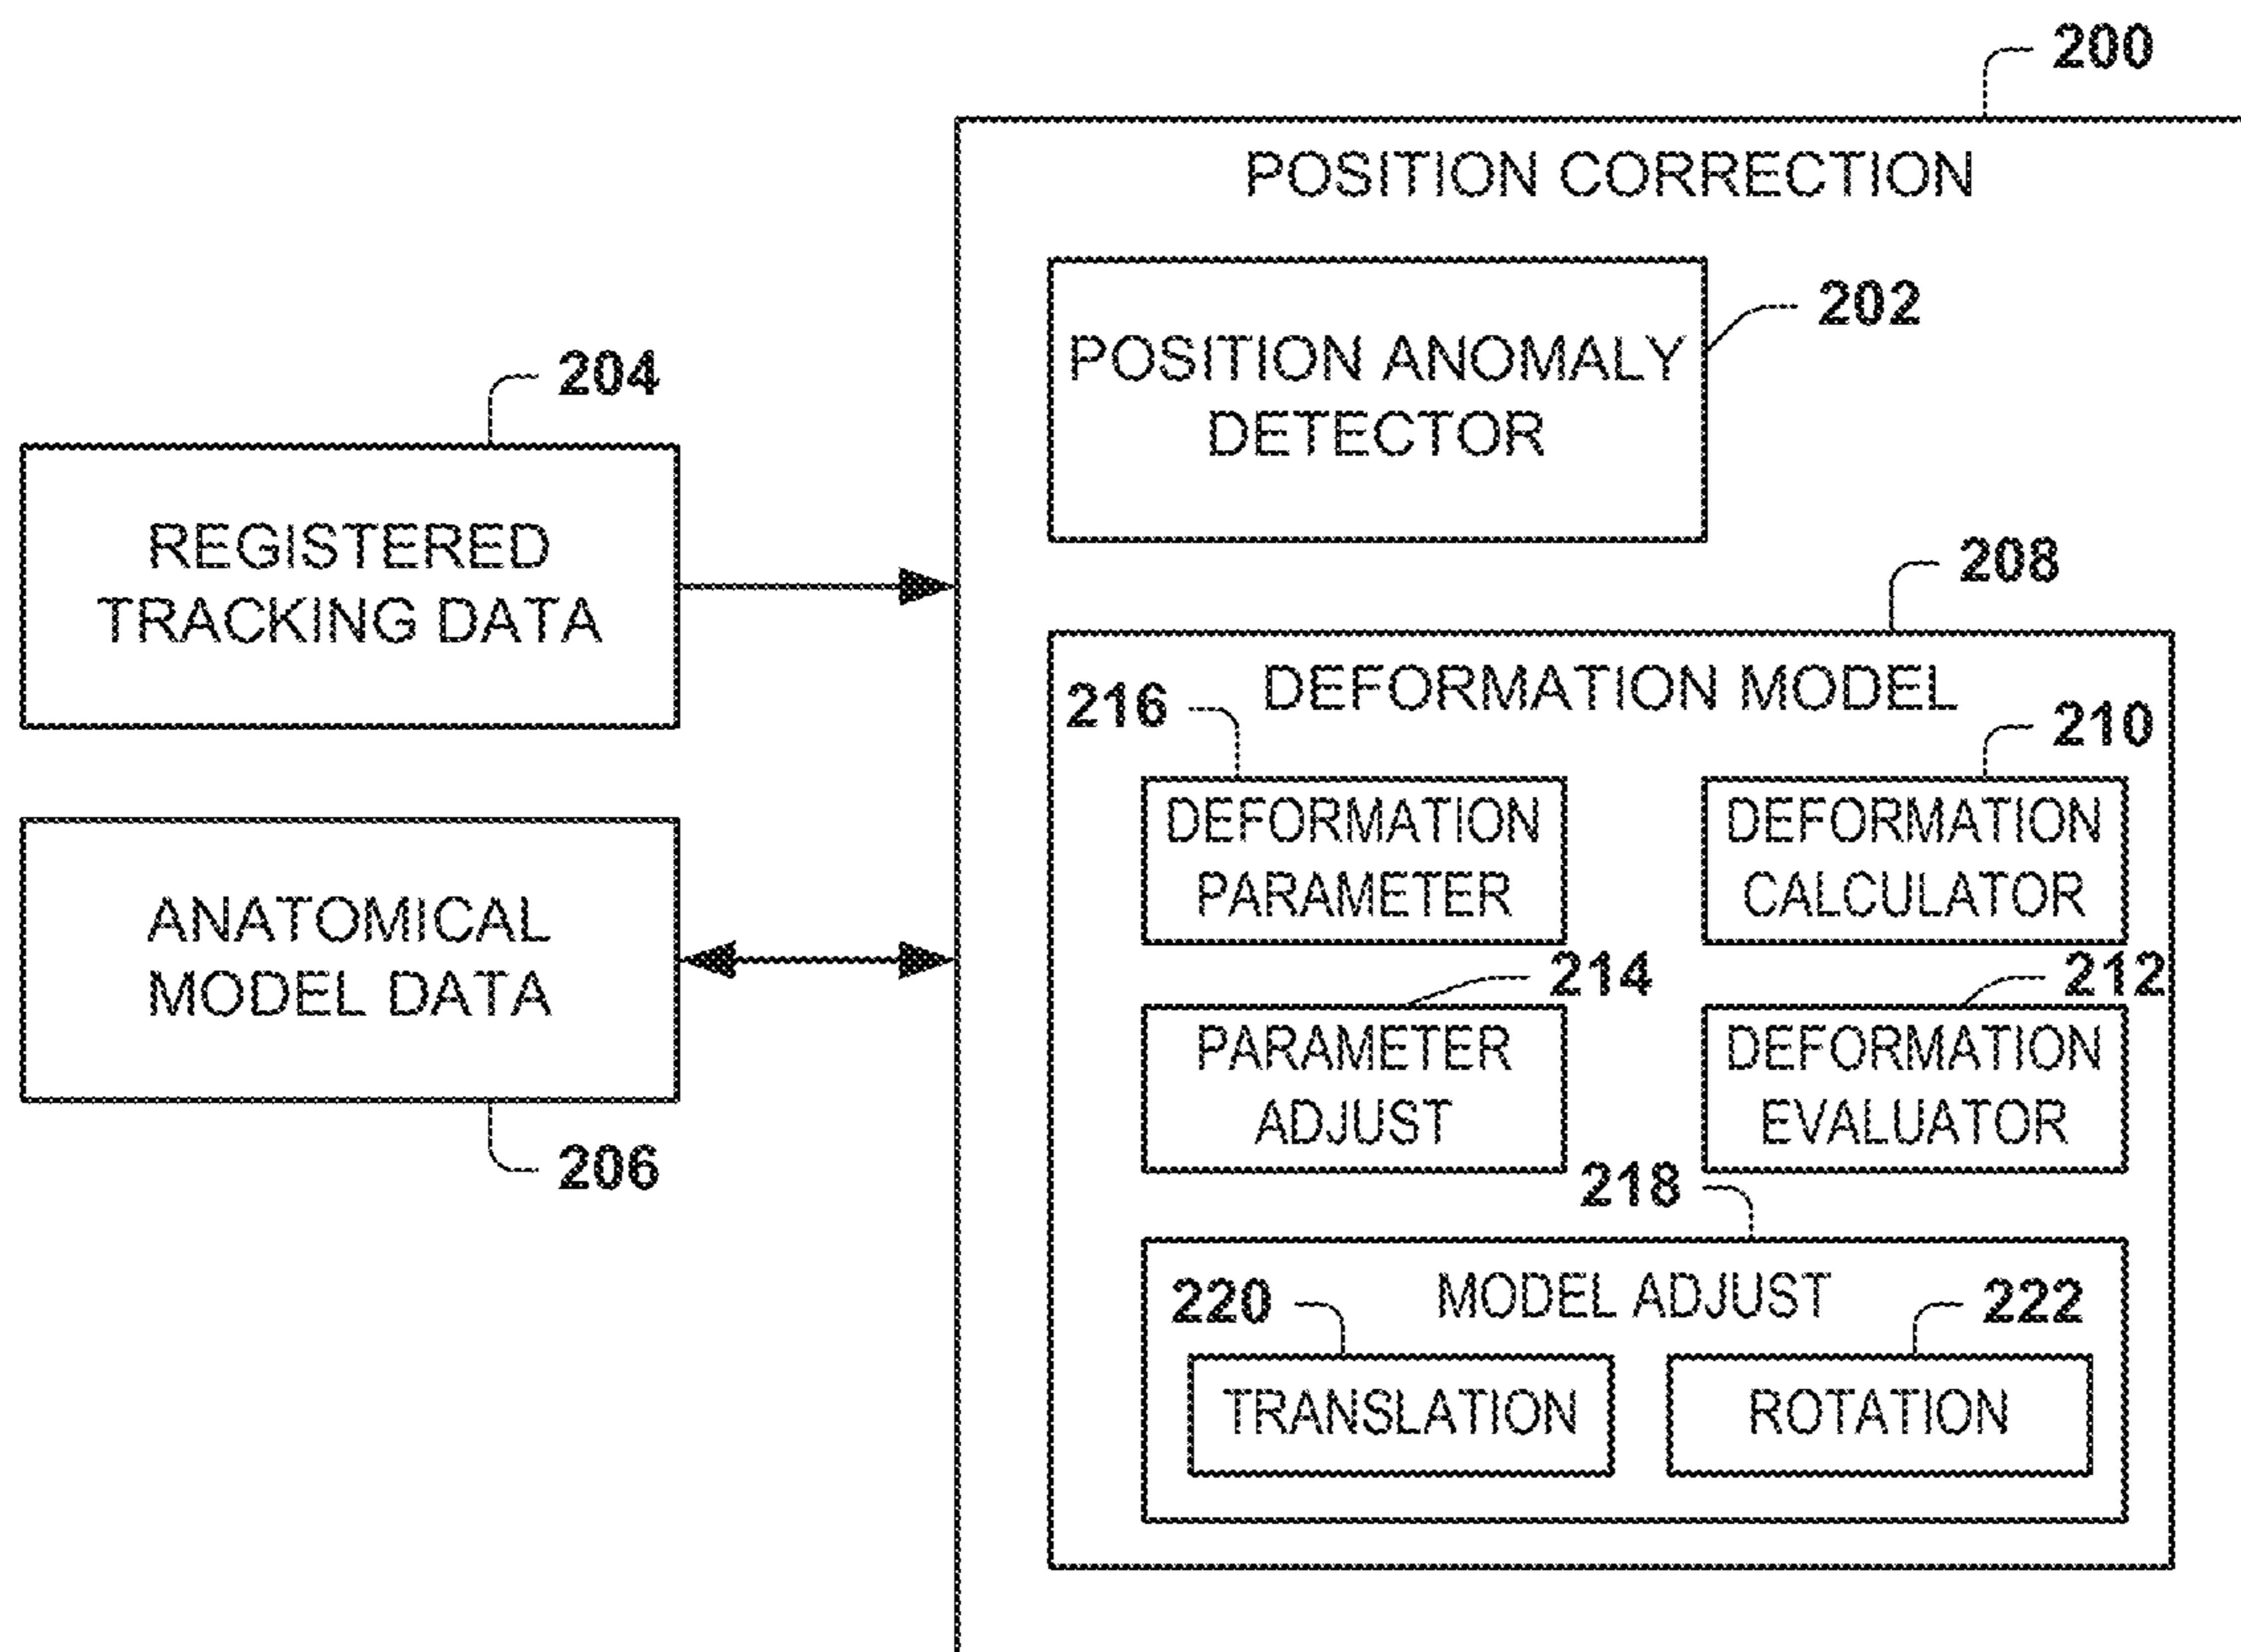 200
POSITION CORRECTION
202
POSITION ANOMALY
DETECTOR
204
REGISTERED
TRACKING DATA
208
DEFORMATION MODEL
216
210
DEFORMATION
PARAMETER
DEFORMATION
CALCULATOR
ANATOMICAL
MODEL DATA
206
214
212
PARAMETER
ADJUST
DEFORMATION
EVALUATOR
218
MODEL ADJUST
220
222
TRANSLATION
ROTATION